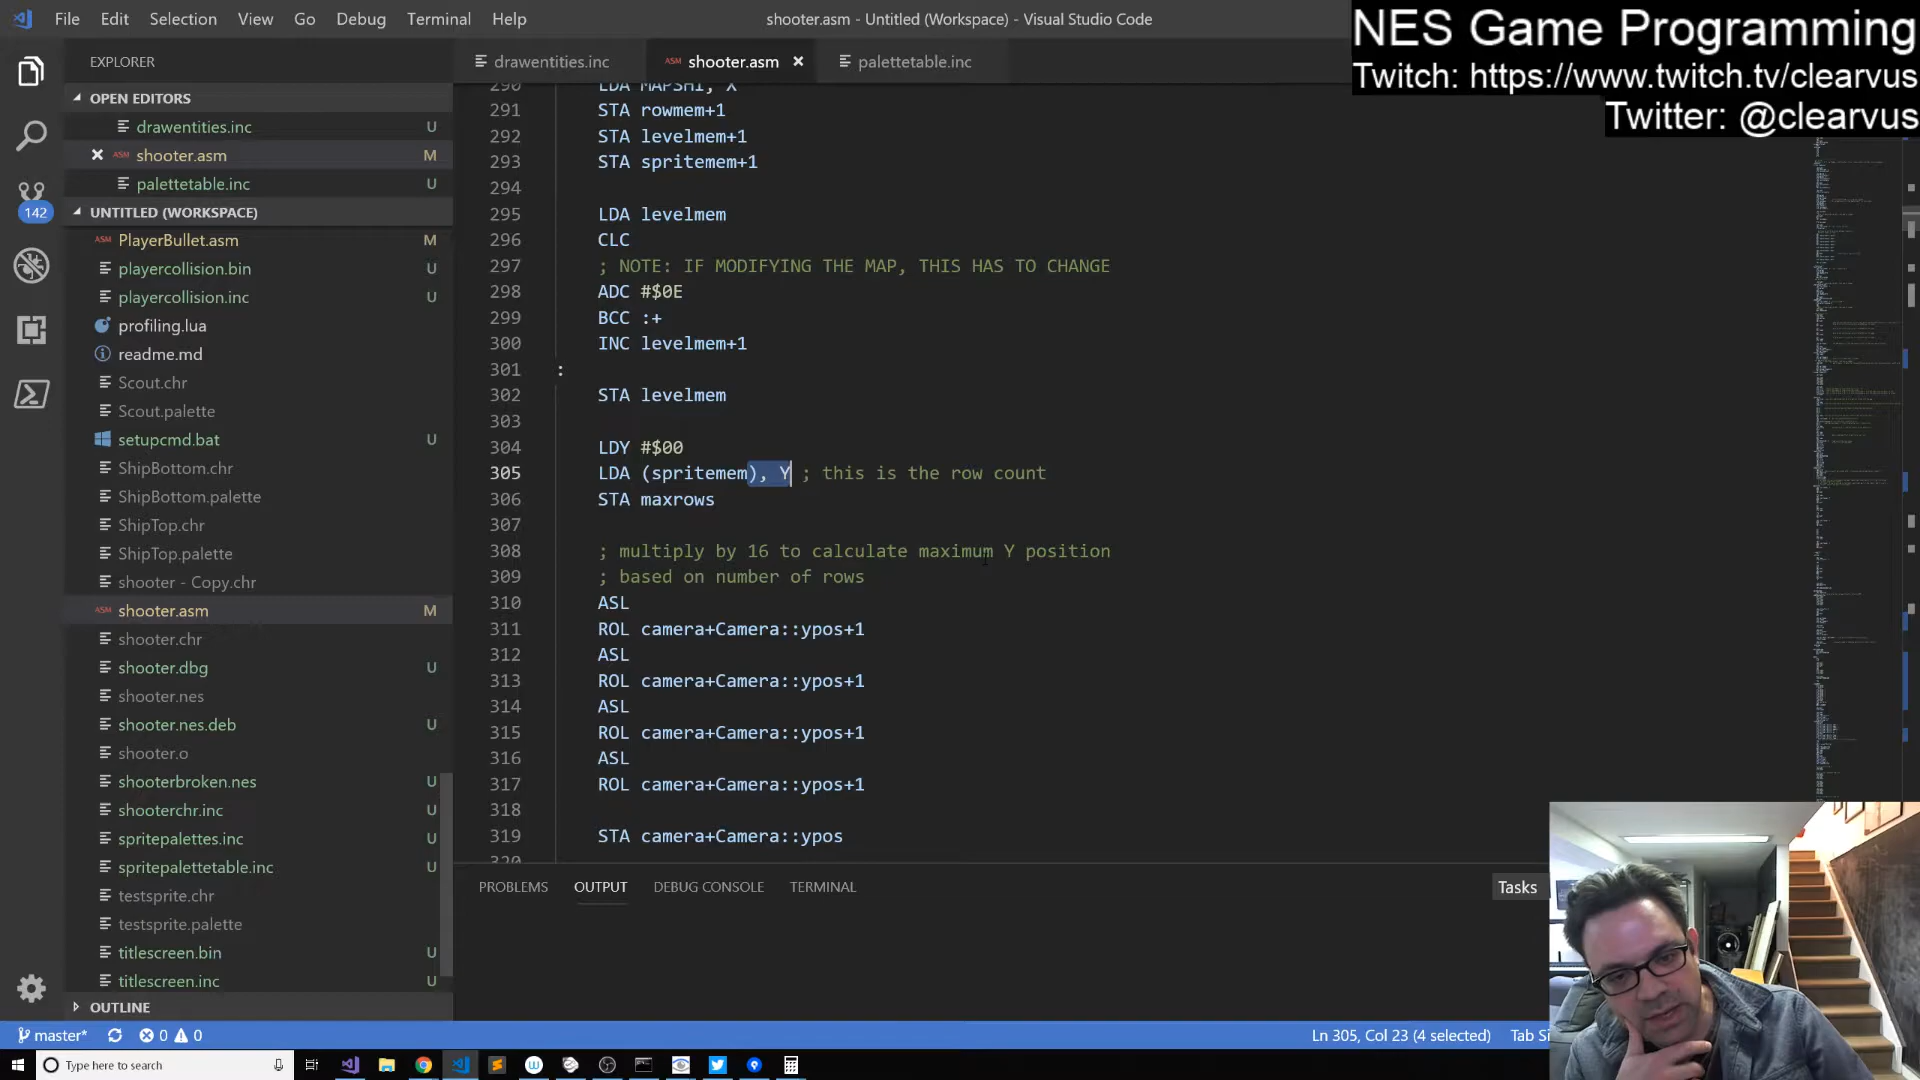 File Edit Selection View Go Debug Terminal Help
shooter.asm - Untitled (Workspace) - Visual Studio Code
NES Game Programming
Twitch: https://www.twitch.tv/clearvus
Twitter: @clearvus
EXPLORER
OPEN EDITORS
drawentities.inc U
shooter.asm M
palettetable.inc U
142
UNTITLED (WORKSPACE)
ASM PlayerBullet.asm M
playercollision.bin U
playercollision.inc U
profiling.lua
readme.md
Scout.chr
Scout.palette
setupcmd.bat U
ShipBottom.chr
ShipBottom.palette
ShipTop.chr
ShipTop.palette
shooter - Copy.chr
ASM shooter.asm M
shooter.chr
shooter.dbg U
shooter.nes
shooter.nes.deb U
shooter.o
shooterbroken.nes U
shooterchr.inc U
spritepalettes.inc U
spritepalettetable.inc U
testsprite.chr
testsprite.palette
titlescreen.bin U
titlescreen.inc U
OUTLINE
drawentities.inc
ASM shooter.asm
palettetable.inc
290 LDA MAPSHI, X
291 STA rowmem+1
292 STA levelmem+1
293 STA spritemem+1
294
295 LDA levelmem
296 CLC
297 ; NOTE: IF MODIFYING THE MAP, THIS HAS TO CHANGE
298 ADC #$0E
299 BCC :+
300 INC levelmem+1
301 :
302 STA levelmem
303
304 LDY #$00
305 LDA (spritemem), Y ; this is the row count
306 STA maxrows
307
308 ; multiply by 16 to calculate maximum Y position
309 ; based on number of rows
310 ASL
311 ROL camera+Camera::ypos+1
312 ASL
313 ROL camera+Camera::ypos+1
314 ASL
315 ROL camera+Camera::ypos+1
316 ASL
317 ROL camera+Camera::ypos+1
318
319 STA camera+Camera::ypos
320
PROBLEMS OUTPUT DEBUG CONSOLE TERMINAL
Tasks
master* 0 0
Ln 305, Col 23 (4 selected) Tab Si
Type here to search